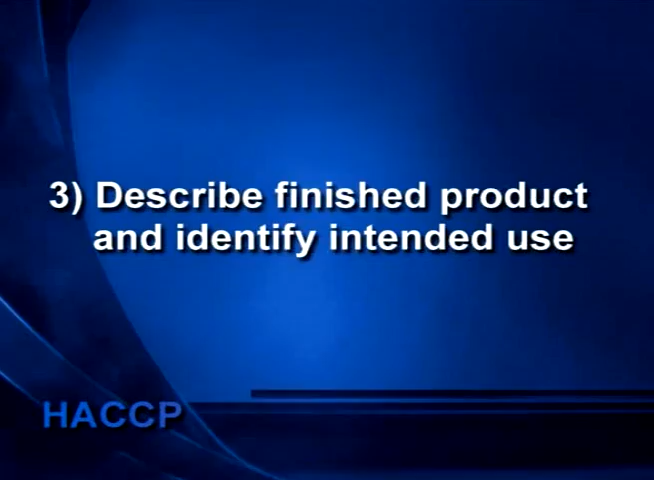 3) Describe finished product
and identify intended use
HACCP